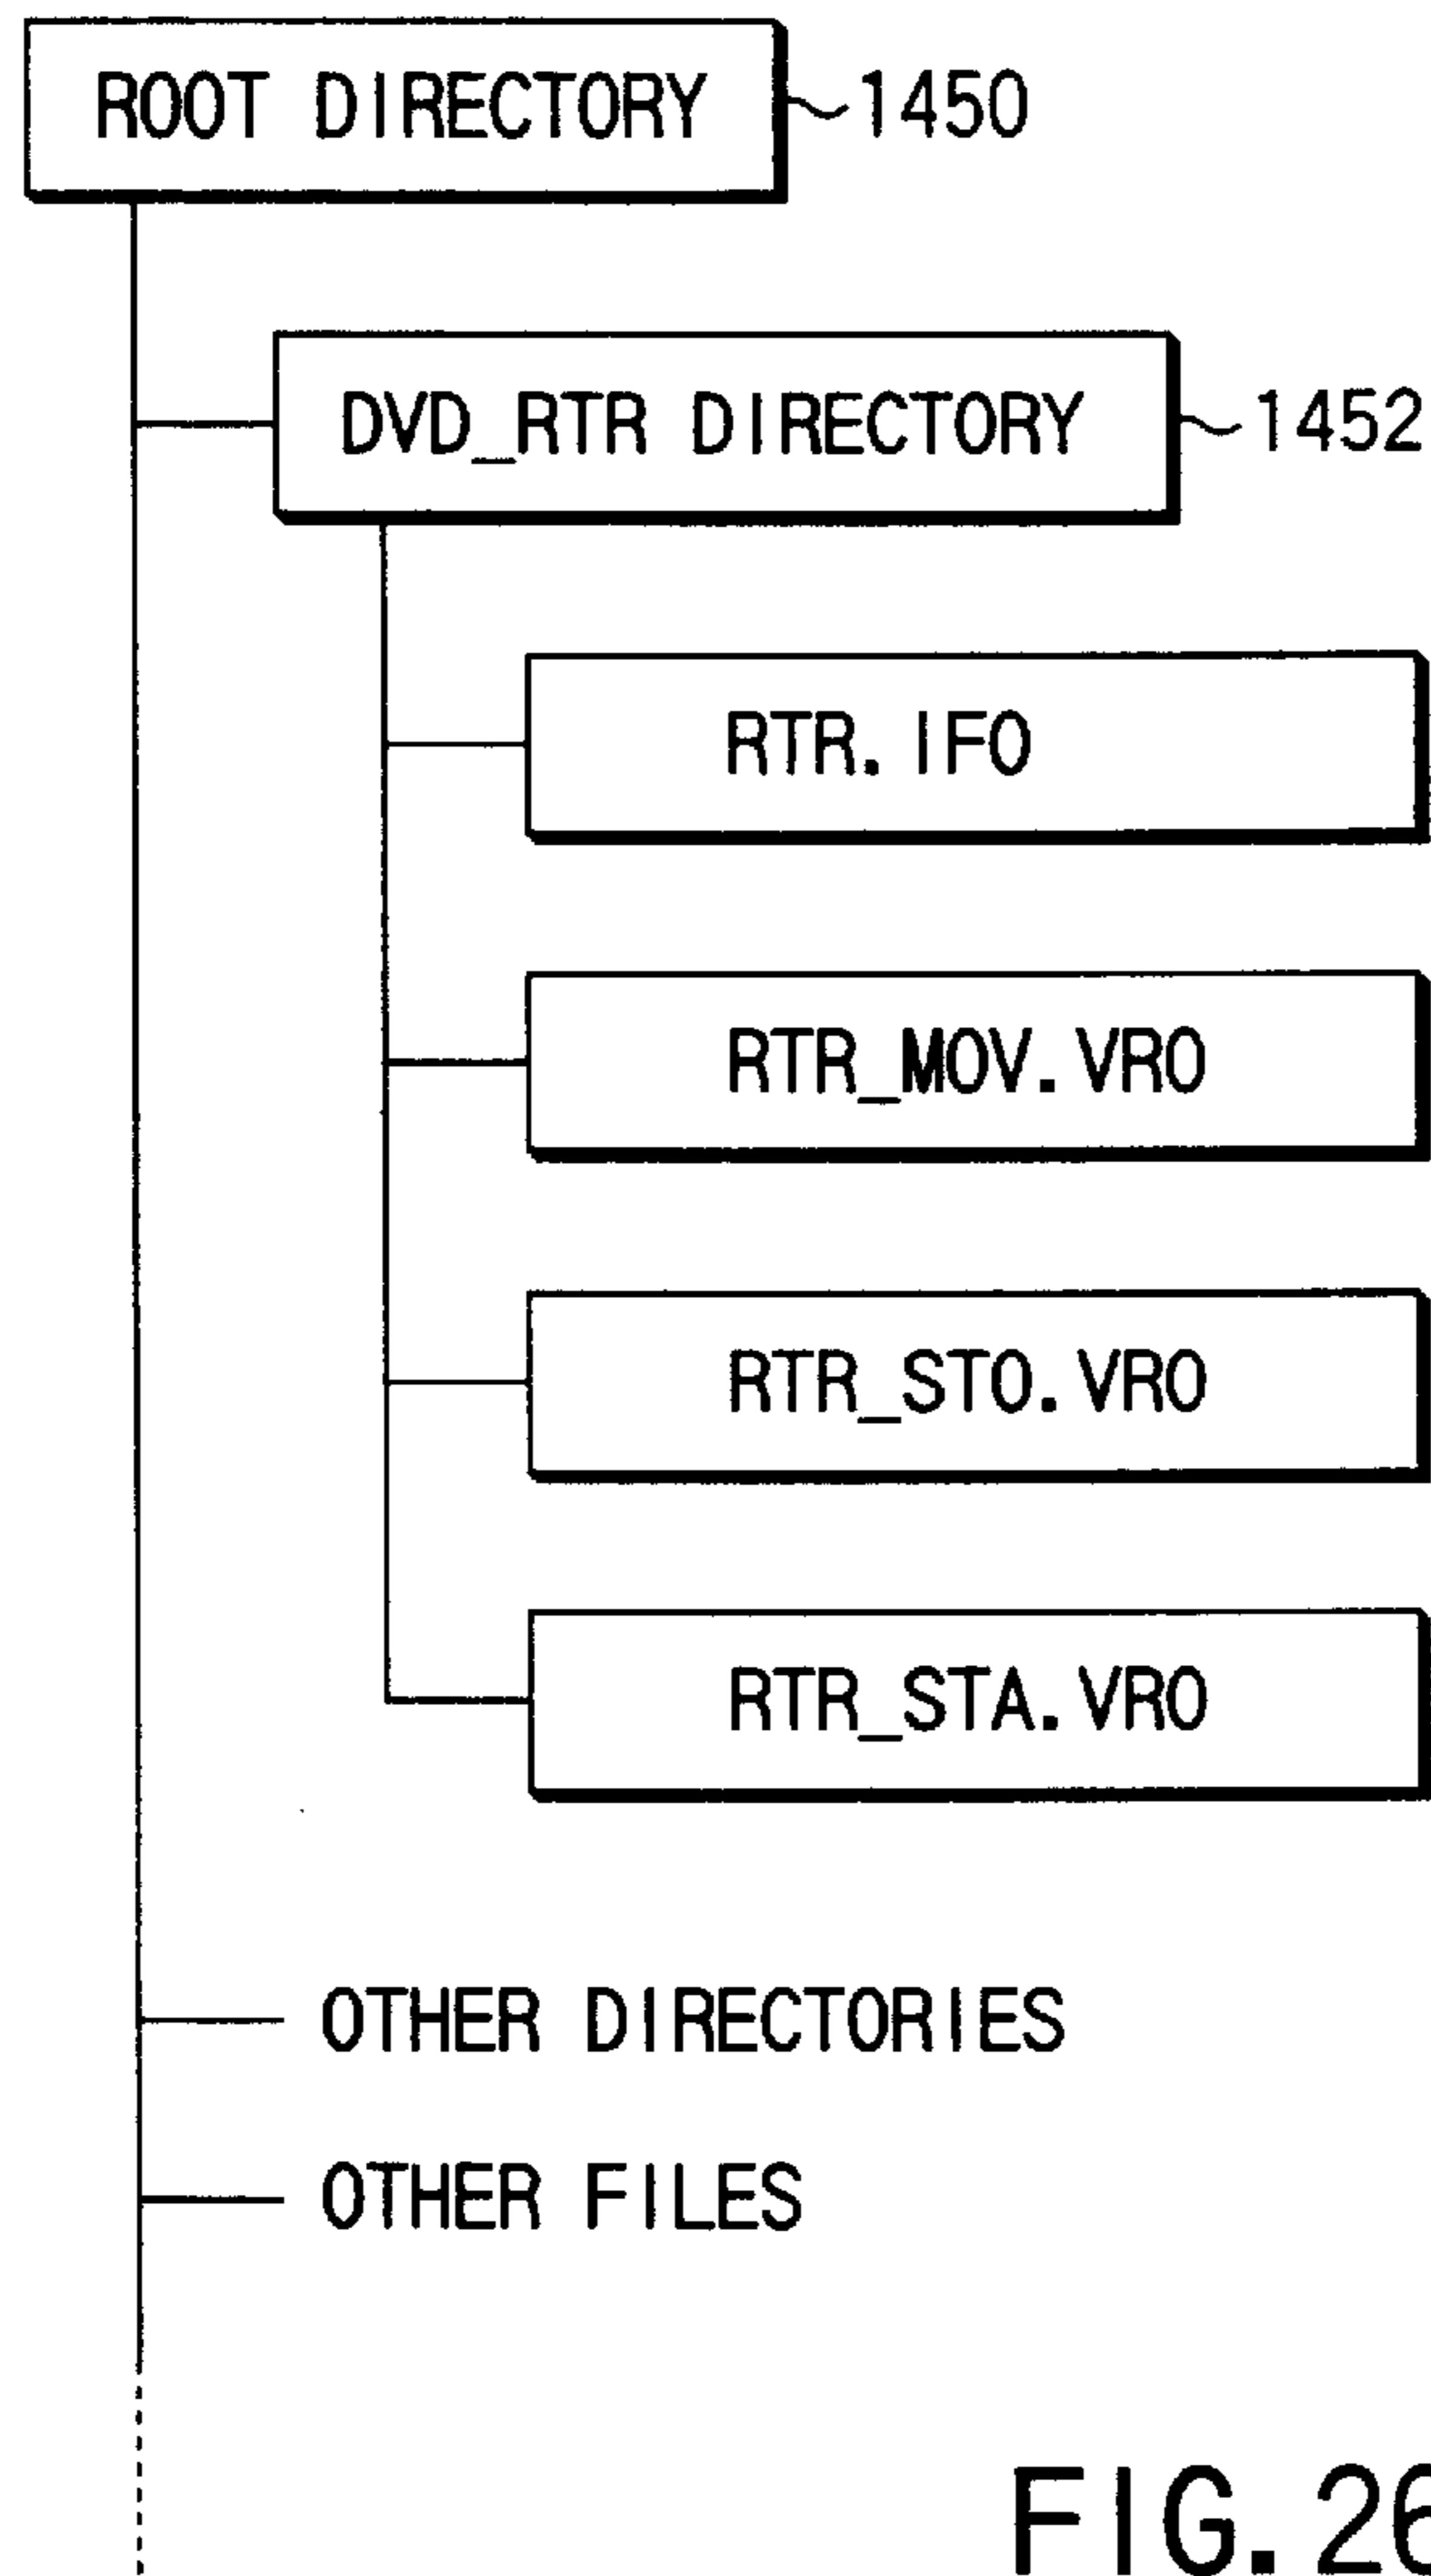 ROOT DIRECTORY 1450
DVD_RTR DIRECTORY 1452
RTR.IFO
RTR_MOV.VRO
RTR_STO.VRO
RTR_STA.VRO
OTHER DIRECTORIES
OTHER FILES
FIG. 26